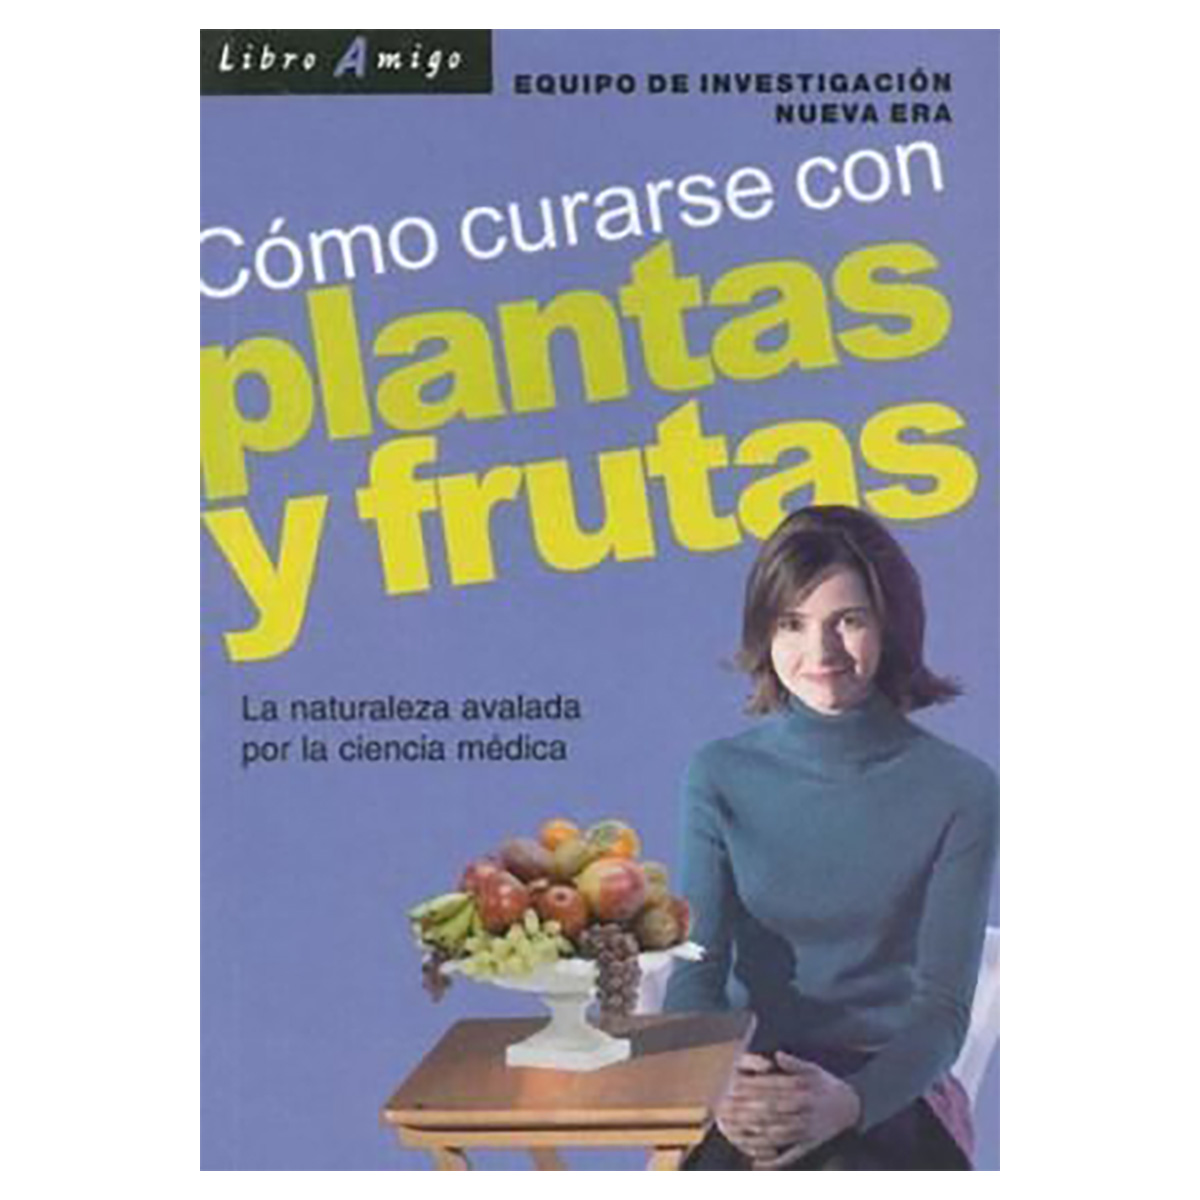 Libro Amigo
EQUIPO DE INVESTIGACIÓN
NUEVA ERA
Cómo curarse con
plantas
y frutas
La naturaleza avalada
por la ciencia médica